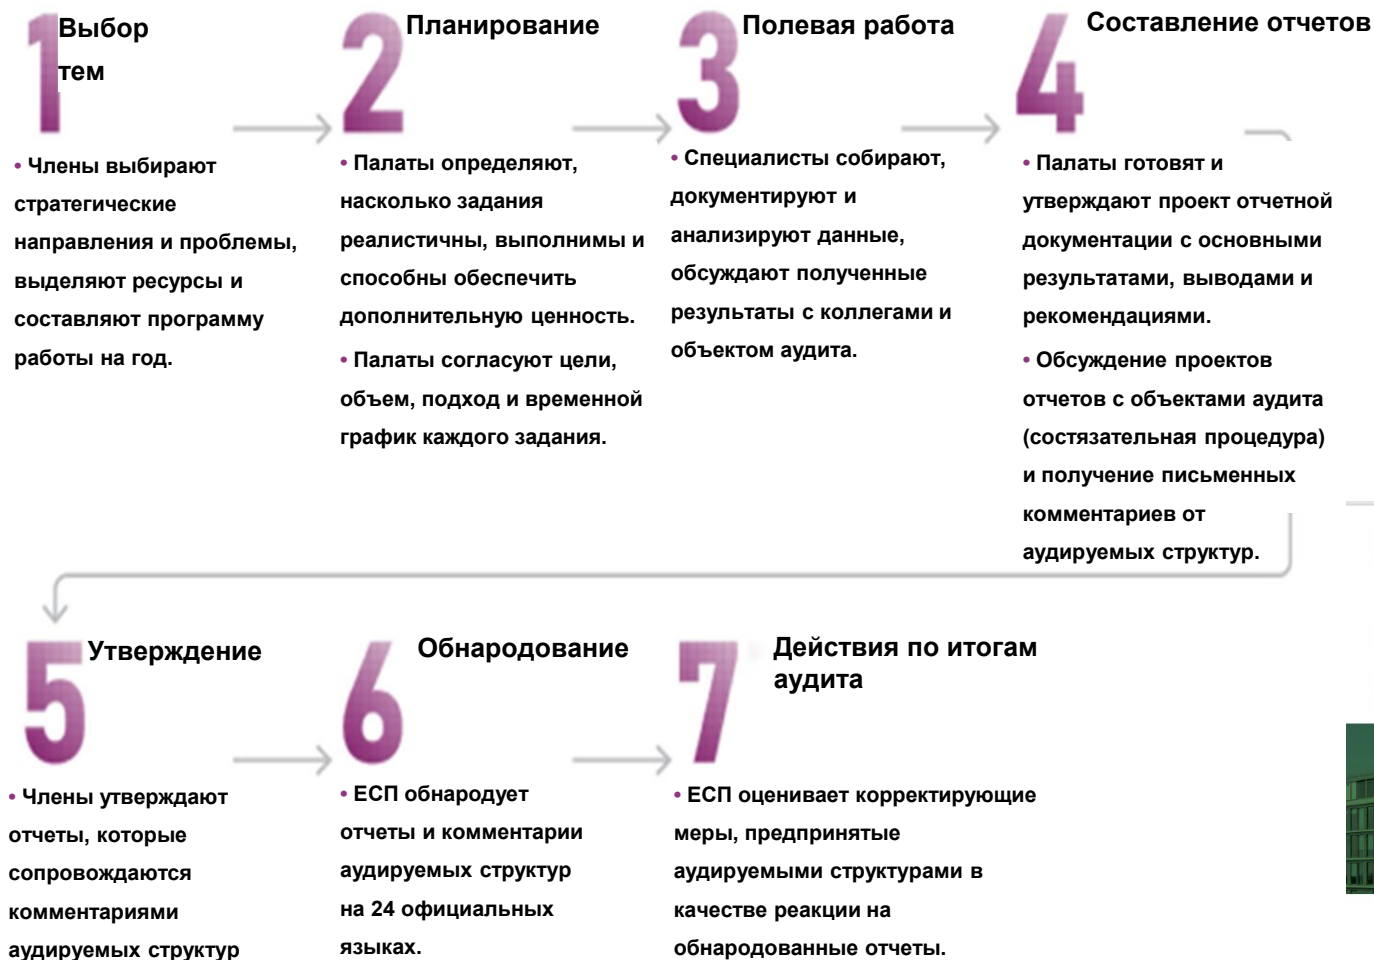 1
Выбор
тем
• Члены выбирают
стратегические
направления и проблемы,
выделяют ресурсы и
составляют программу
работы на год.
2
Планирование
• Палаты определяют,
насколько задания
реалистичны, выполнимы и
способны обеспечить
дополнительную ценность.
• Палаты согласуют цели,
объем, подход и временной
график каждого задания.
3
Полевая работа
• Специалисты собирают,
документируют и
анализируют данные,
обсуждают полученные
результаты с коллегами и
объектом аудита.
4
Составление отчетов
• Палаты готовят и
утверждают проект отчетной
документации с основными
результатами, выводами и
рекомендациями.
• Обсуждение проектов
отчетов с объектами аудита
(состязательная процедура)
и получение письменных
комментариев от
аудируемых структур.
5
Утверждение
• Члены утверждают
отчеты, которые
сопровождаются
комментариями
аудируемых структур
6
Обнародование
• ЕСП обнародует
отчеты и комментарии
аудируемых структур
на 24 официальных
языках.
7
Действия по итогам
аудита
• ЕСП оценивает корректирующие
меры, предпринятые
аудируемыми структурами в
качестве реакции на
обнародованные отчеты.